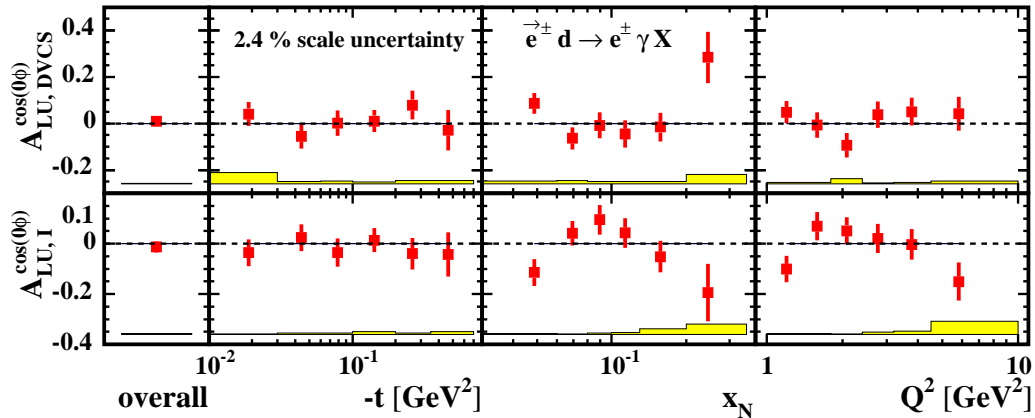 0.4
2.4 % scale uncertainty
e⃗± d → e± γ X
0.2
A_LU, DVCS^cos(0φ)
0
-0.2
0.1
A_LU, I^cos(0φ)
0
-0.2
-0.4
10^-2 10^-1 10^-1 1 10
overall -t [GeV^2] x_N Q^2 [GeV^2]